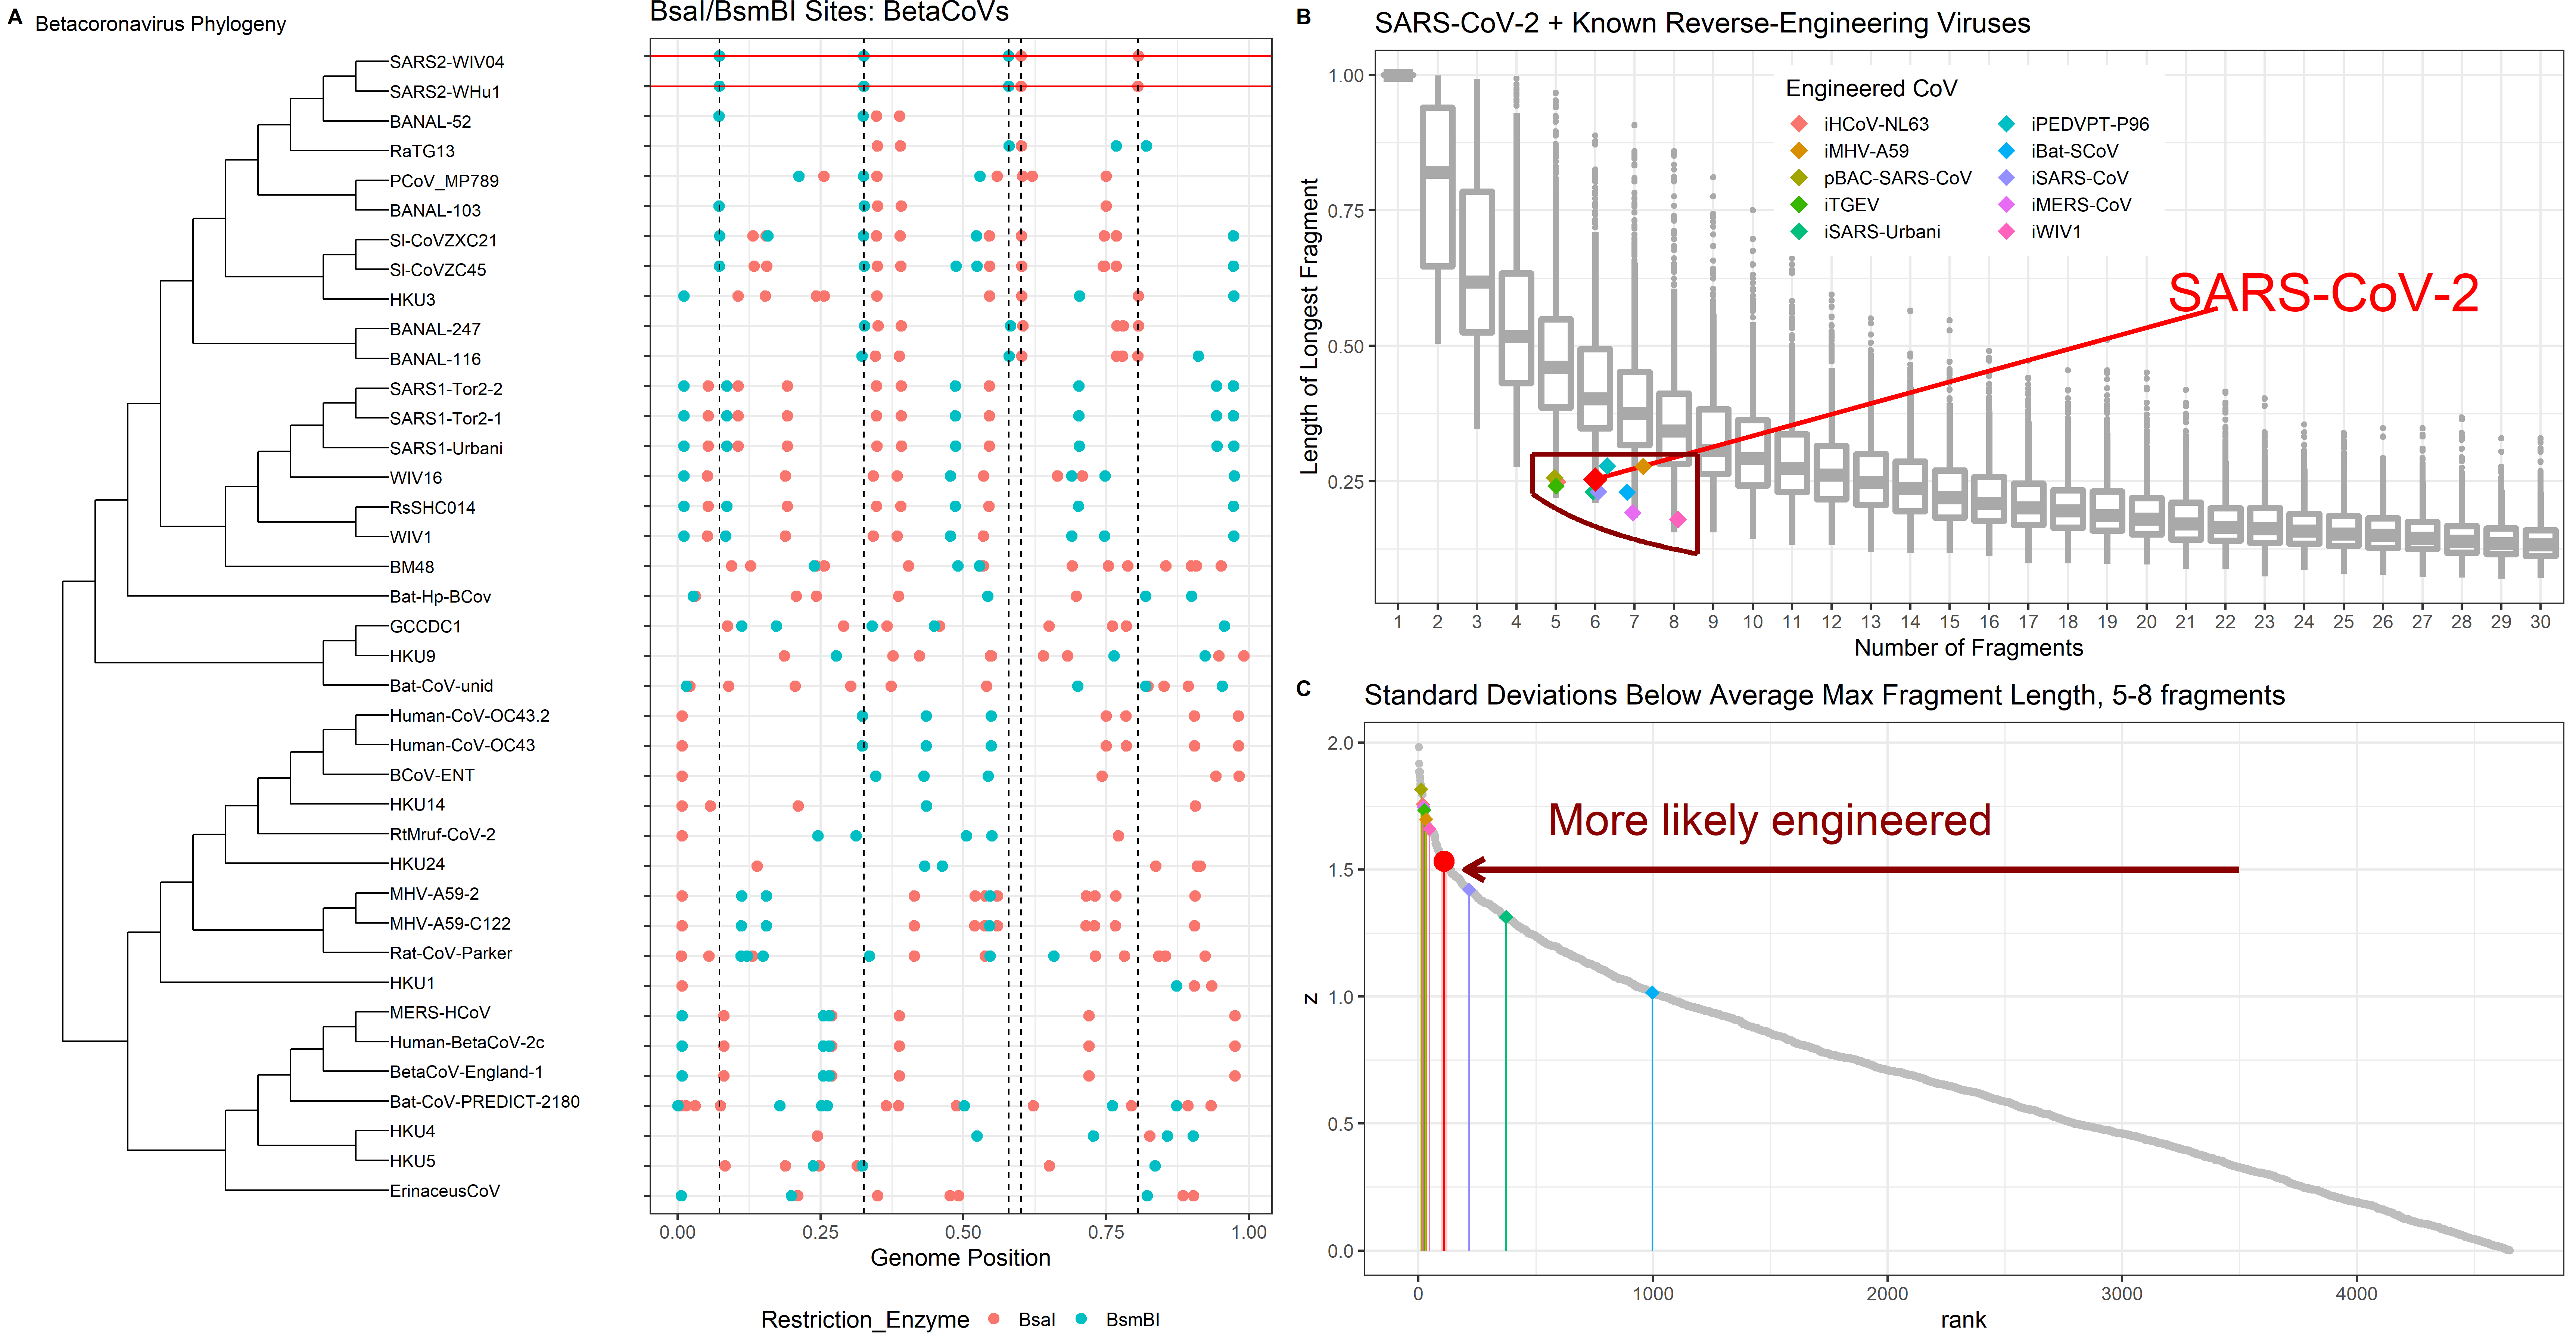 A
Betacoronavirus Phylogeny
SARS2-WIV04
SARS2-WHu1
BANAL-52
RaTG13
PCoV_MP789
BANAL-103
Sl-CoVZXC21
Sl-CoVZC45
HKU3
BANAL-247
BANAL-116
SARS1-Tor2-2
SARS1-Tor2-1
SARS1-Urbani
WIV16
RsSHC014
WIV1
BM48
Bat-Hp-BCov
GCCDC1
HKU9
Bat-CoV-unid
Human-CoV-OC43.2
Human-CoV-OC43
BCoV-ENT
HKU14
RtMruf-CoV-2
HKU24
MHV-A59-2
MHV-A59-C122
Rat-CoV-Parker
HKU1
MERS-HCoV
Human-BetaCoV-2c
BetaCoV-England-1
Bat-CoV-PREDICT-2180
HKU4
HKU5
ErinaceusCoV
BsaI/BsmBI Sites: BetaCoVs
0.00 0.25 0.50 0.75 1.00
Genome Position
Restriction_Enzyme BsaI BsmBI
B
SARS-CoV-2 + Known Reverse-Engineering Viruses
Length of Longest Fragment
1.00
0.75
0.50
0.25
Engineered CoV
iHCoV-NL63 iPEDVPT-P96
iMHV-A59 iBat-SCoV
pBAC-SARS-CoV iSARS-CoV
iTGEV iMERS-CoV
iSARS-Urbani iWIV1
SARS-CoV-2
1 2 3 4 5 6 7 8 9 10 11 12 13 14 15 16 17 18 19 20 21 22 23 24 25 26 27 28 29 30
Number of Fragments
C
Standard Deviations Below Average Max Fragment Length, 5-8 fragments
z
2.0
1.5
1.0
0.5
0.0
More likely engineered
0 1000 2000 3000 4000
rank